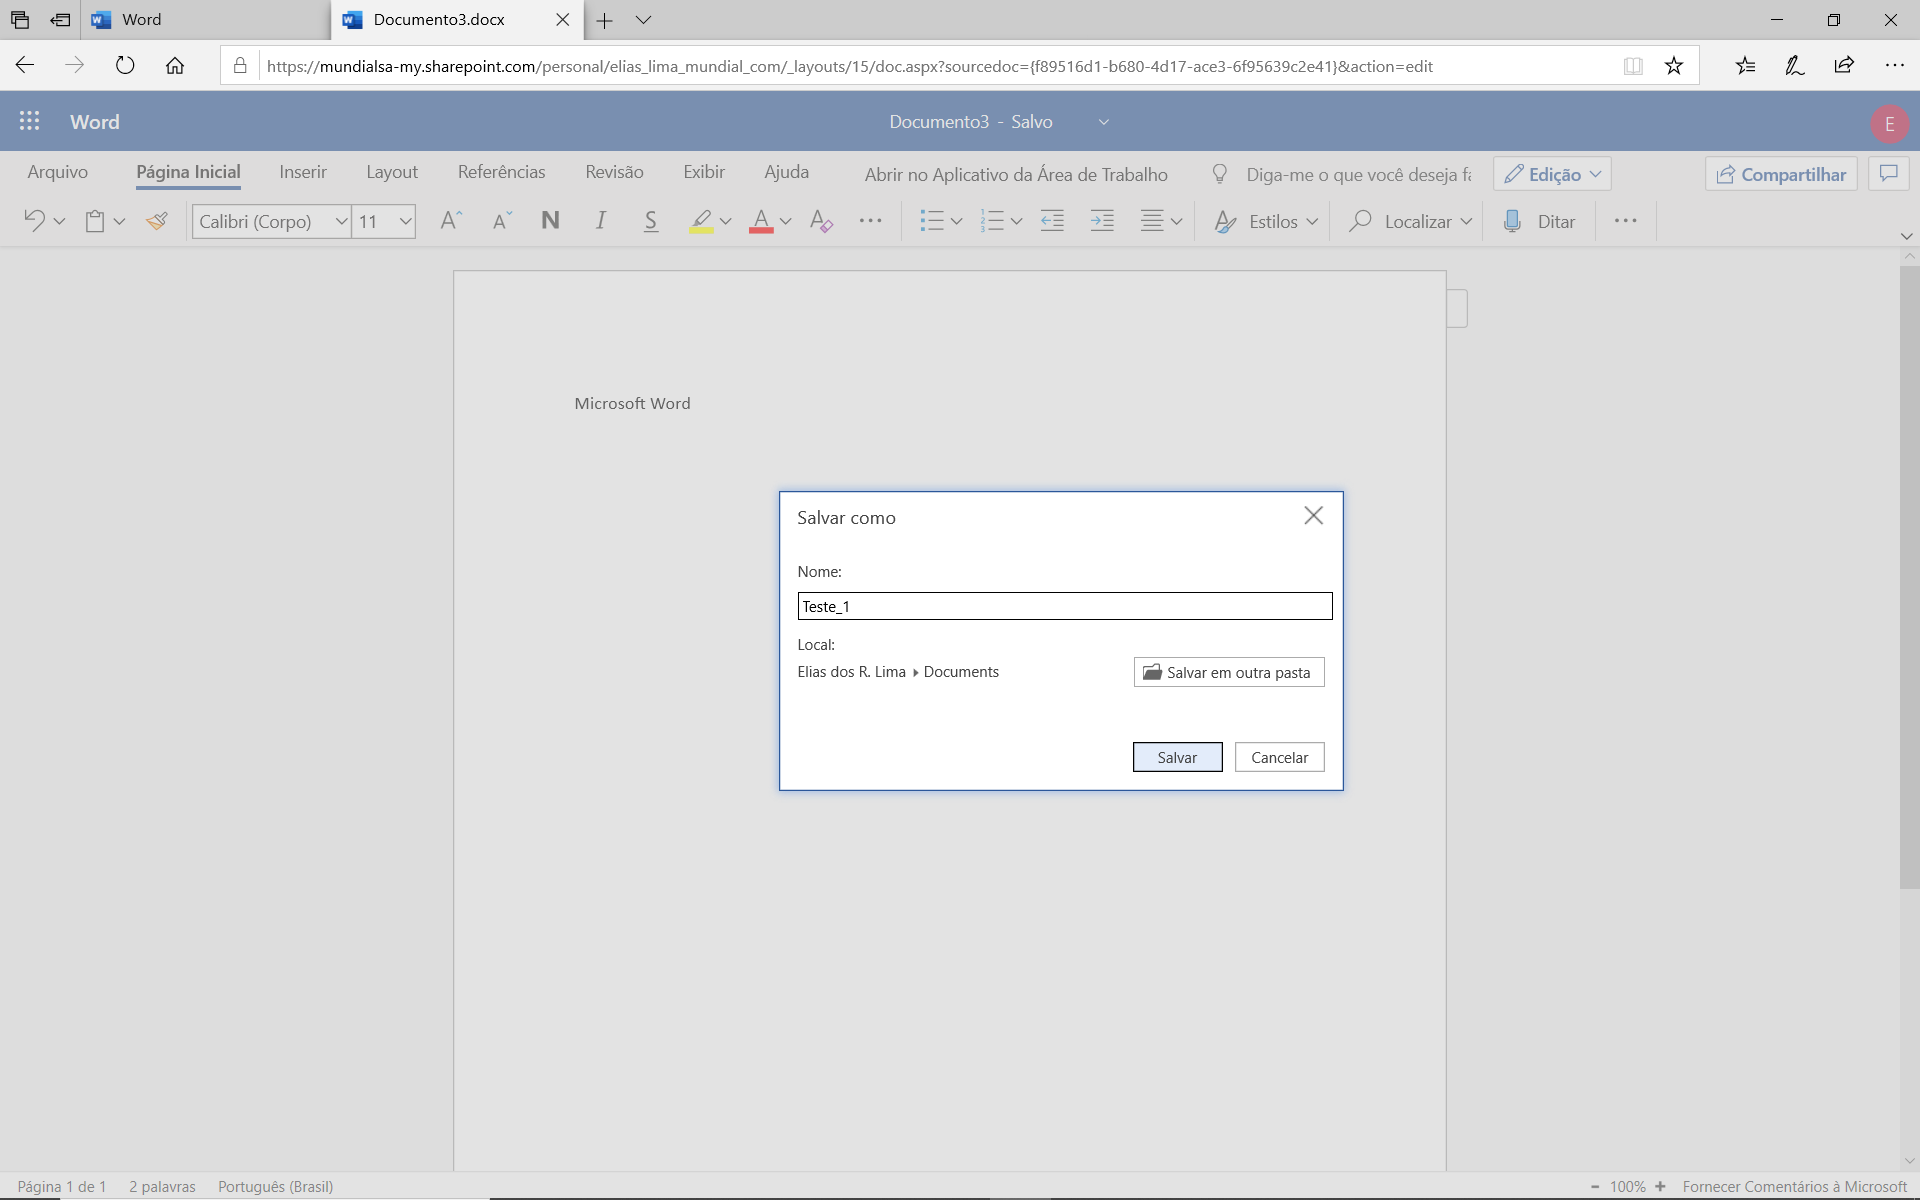 Word
Documento3.docx
https://mundialsa-my.sharepoint.com/personal/elias_lima_mundial_com/_layouts/15/doc.aspx?sourcedoc={f89516d1-b680-4d17-ace3-6f95639c2e41}&action=edit
Word
Documento3 - Salvo
E
Arquivo Página Inicial Inserir Layout Referências Revisão Exibir Ajuda Abrir no Aplicativo da Área de Trabalho Diga-me o que você deseja fa Edição Compartilhar
Calibri (Corpo) 11 N I S Estilos Localizar Ditar
Microsoft Word
Salvar como
Nome:
Teste_1
Local:
Elias dos R. Lima Documents Salvar em outra pasta
Salvar Cancelar
Página 1 de 1 2 palavras Português (Brasil) - 100% + Fornecer Comentários à Microsoft